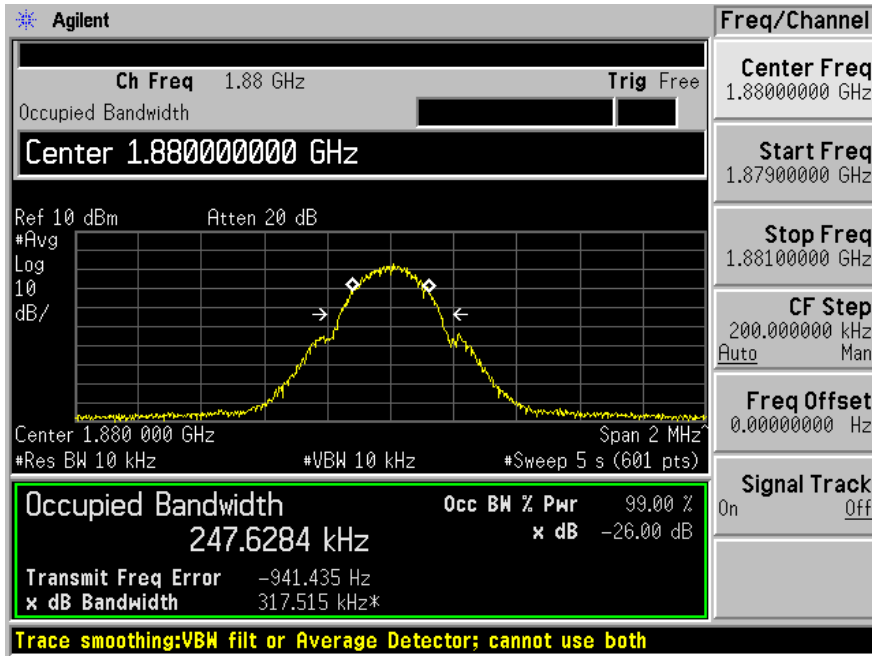 Agilent
Freq/Channel
Ch Freq 1.88 GHz Trig Free
Occupied Bandwidth
Center 1.880000000 GHz
Ref 10 dBm Atten 20 dB
#Avg
Log
10
dB/
Center 1.880 000 GHz Span 2 MHz^
#Res BW 10 kHz #VBW 10 kHz #Sweep 5 s (601 pts)
Occupied Bandwidth
247.6284 kHz
Occ BW % Pwr 99.00 %
x dB -26.00 dB
Transmit Freq Error -941.435 Hz
x dB Bandwidth 317.515 kHz*
Trace smoothing:VBW filt or Average Detector; cannot use both
Center Freq
1.88000000 GHz
Start Freq
1.87900000 GHz
Stop Freq
1.88100000 GHz
CF Step
200.000000 kHz
Auto Man
Freq Offset
0.00000000 Hz
Signal Track
On Off